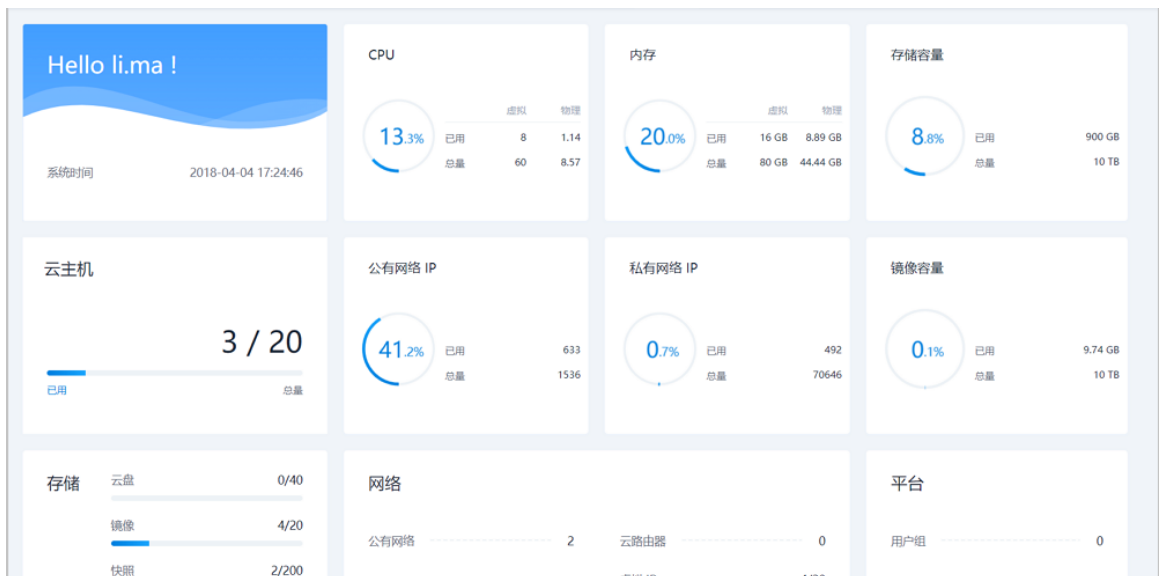 Hello li.ma !
系统时间 2018-04-04 17:24:46
CPU
13.3%
虚拟 物理
已用 8 1.14
总量 60 8.57
内存
20.0%
虚拟 物理
已用 16 GB 8.89 GB
总量 80 GB 44.44 GB
存储容量
8.8%
已用 900 GB
总量 10 TB
云主机
3 / 20
已用 总量
公有网络 IP
41.2%
已用 633
总量 1536
私有网络 IP
0.7%
已用 492
总量 70646
镜像容量
0.1%
已用 9.74 GB
总量 10 TB
存储
云盘 0/40
镜像 4/20
快照 2/200
网络
公有网络 2
云路由器 0
平台
用户组 0